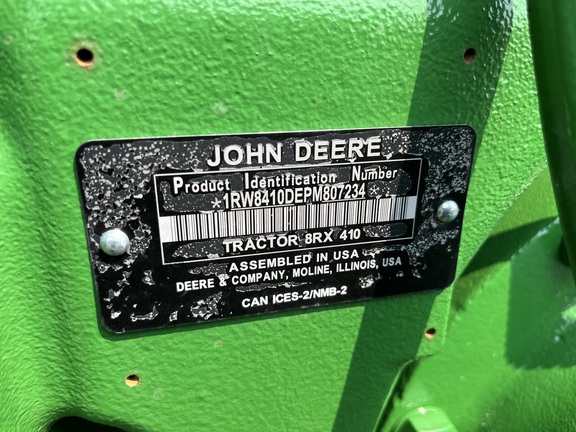 JOHN DEERE
Product Identification Number
*1RW8410DEPM807234*
TRACTOR 8RX 410
ASSEMBLED IN USA
DEERE & COMPANY, MOLINE, ILLINOIS, USA
CAN ICES-2/NMB-2